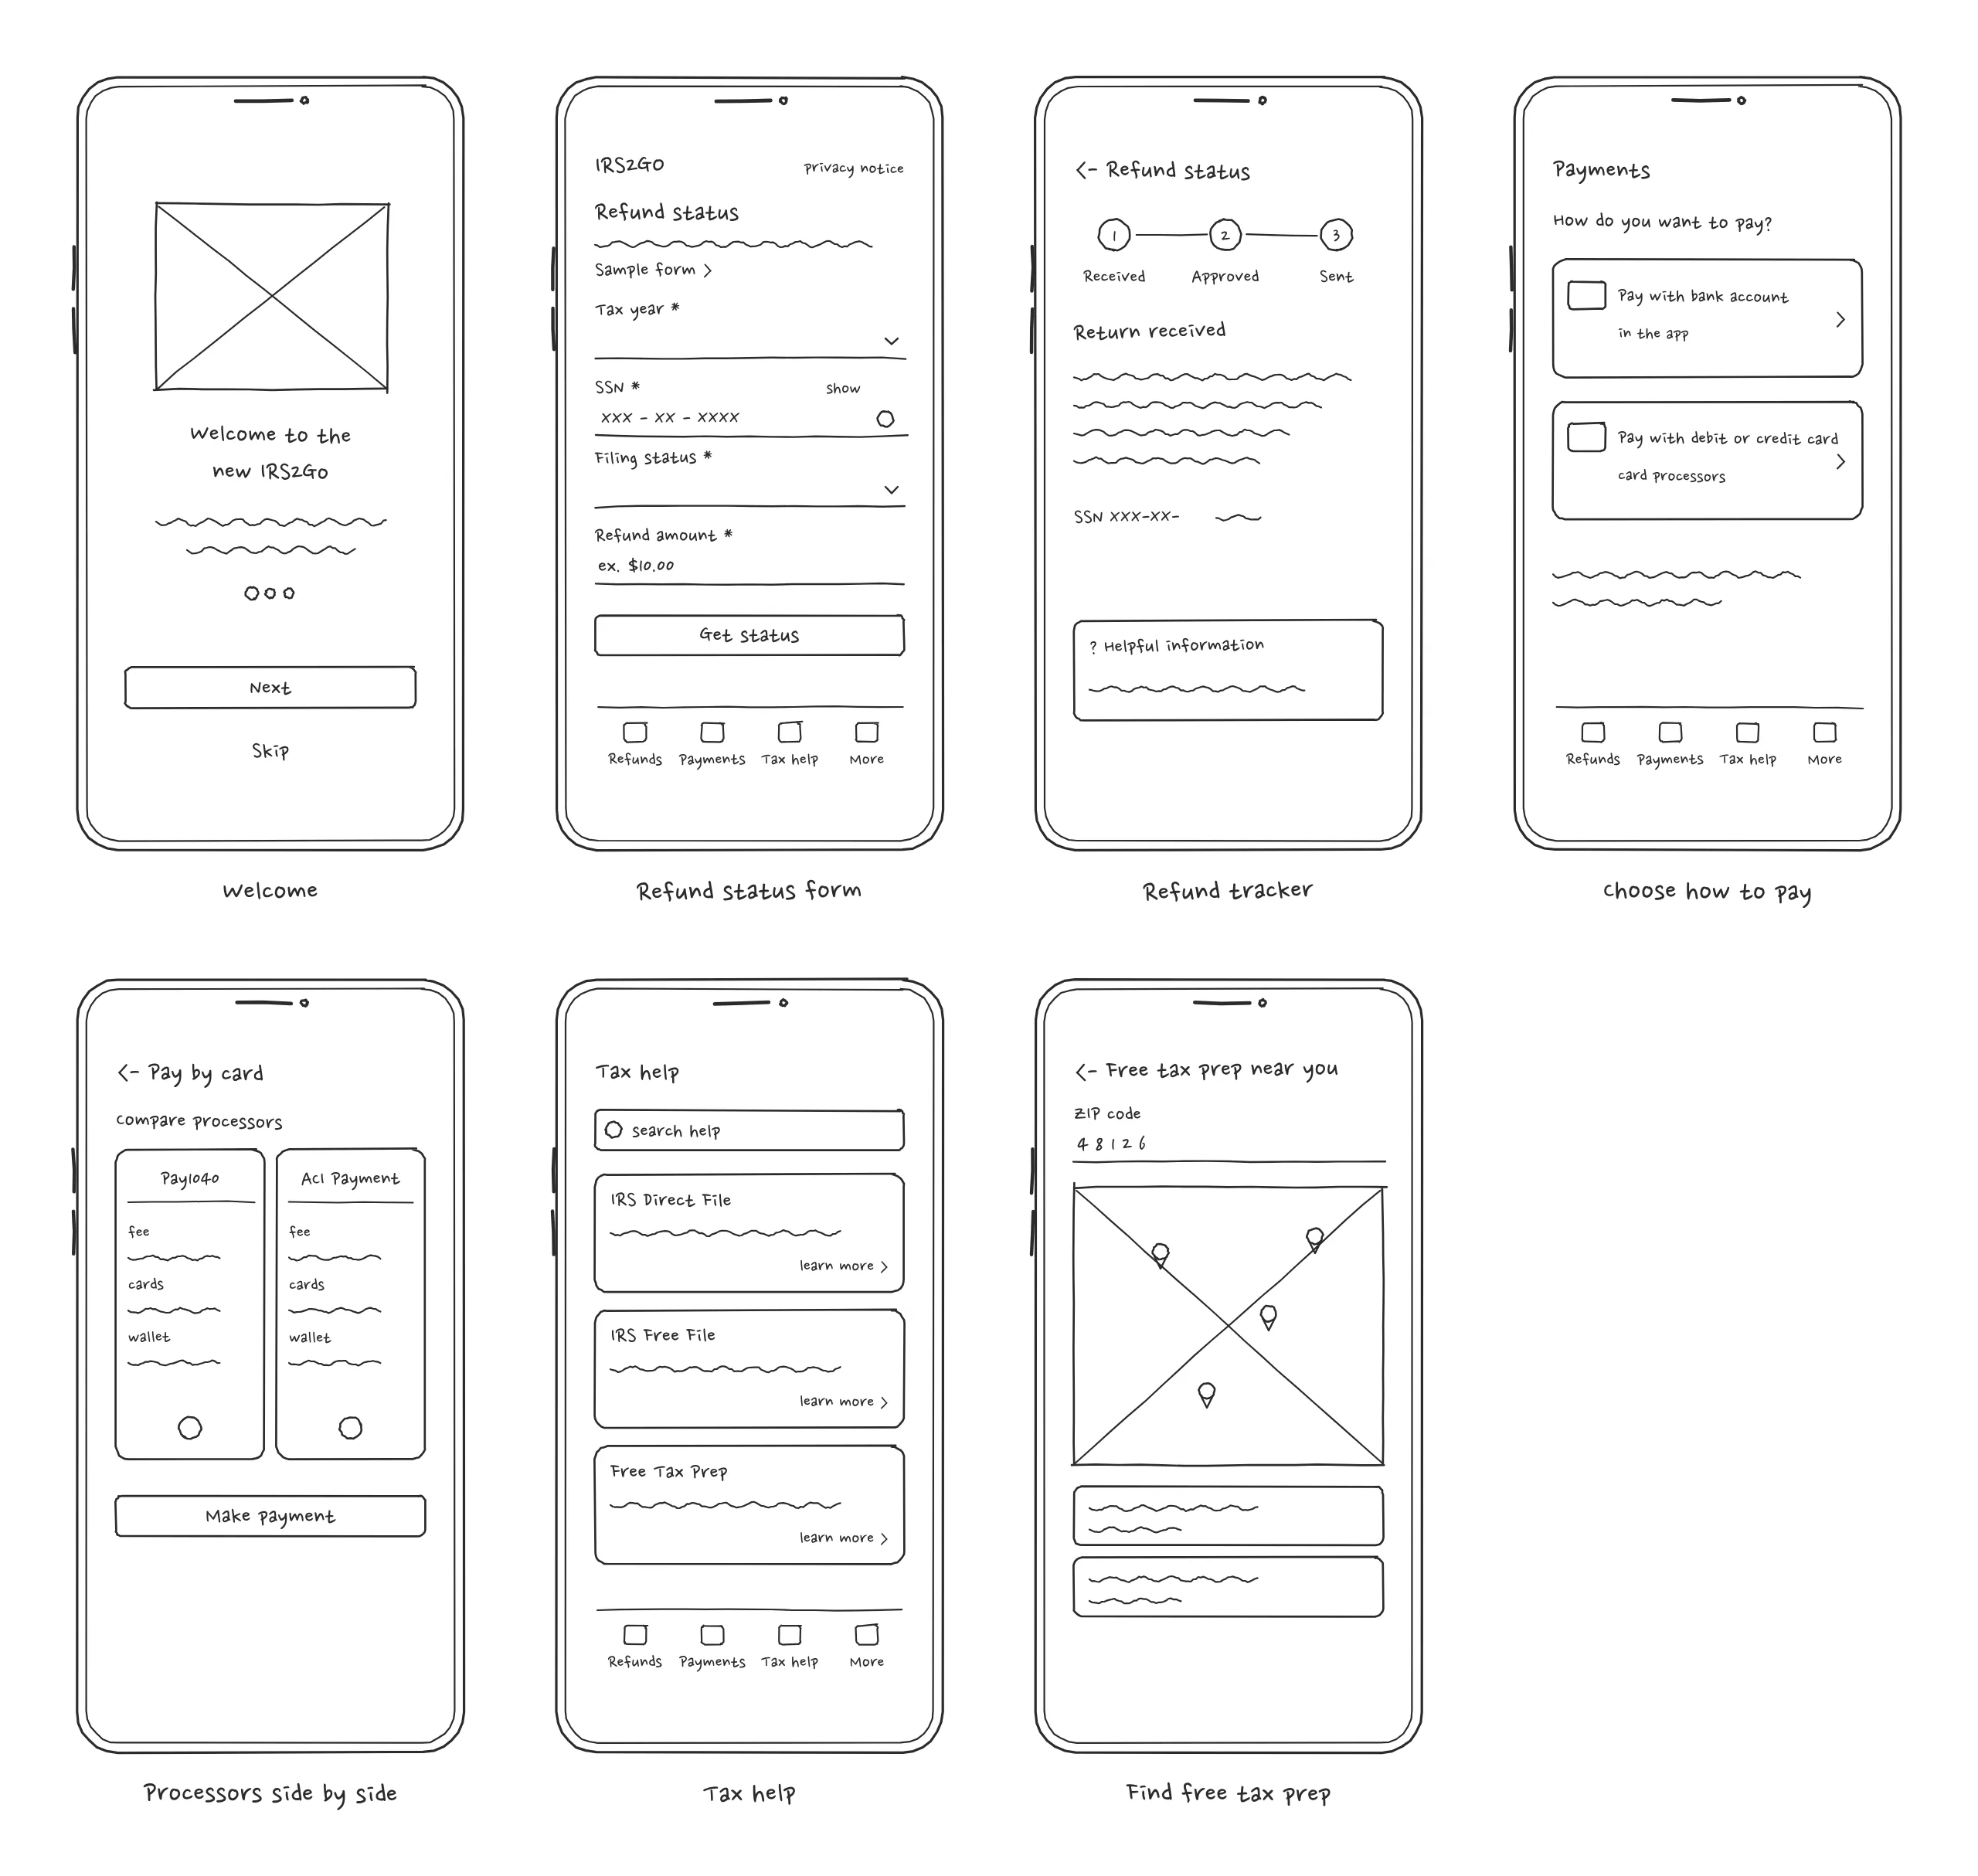 Welcome to the
new IRS2Go
Next
Skip
Welcome
IRS2Go
privacy notice
Refund status
Sample form >
Tax year *
SSN *
show
XXX - XX - XXXX
Filing status *
Refund amount *
ex. $10.00
Get status
Refunds Payments Tax help More
Refund status form
<- Refund status
1 2 3
Received Approved Sent
Return received
SSN XXX-XX-
? Helpful information
Refund tracker
Payments
How do you want to pay?
Pay with bank account
in the app
Pay with debit or credit card
card processors
Refunds Payments Tax help More
Choose how to pay
<- Pay by card
compare processors
Pay1040
fee
cards
wallet
ACI Payment
fee
cards
wallet
Make payment
Processors side by side
Tax help
search help
IRS Direct File
learn more >
IRS Free File
learn more >
Free Tax Prep
learn more >
Refunds Payments Tax help More
Tax help
<- Free tax prep near you
ZIP code
48126
Find free tax prep